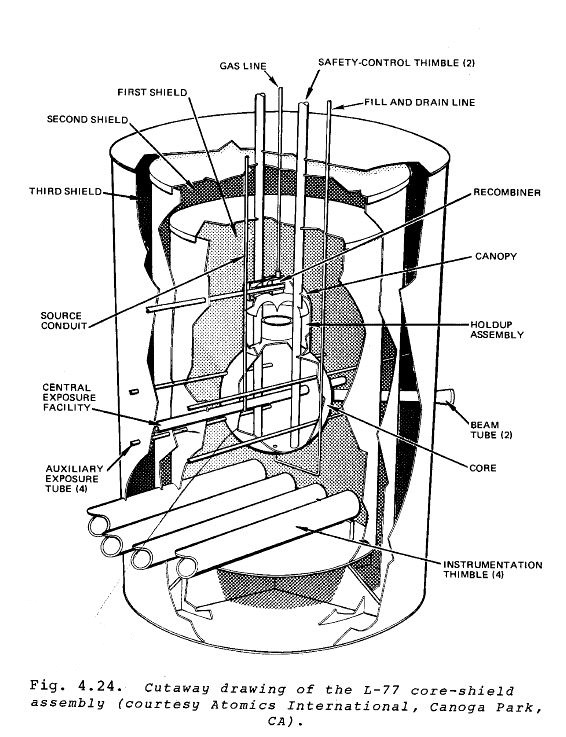 GAS LINE
SAFETY-CONTROL THIMBLE (2)
FIRST SHIELD
FILL AND DRAIN LINE
SECOND SHIELD
THIRD SHIELD
RECOMBINER
CANOPY
SOURCE
CONDUIT
HOLDUP
ASSEMBLY
CENTRAL
EXPOSURE
FACILITY
BEAM
TUBE (2)
AUXILIARY
EXPOSURE
TUBE (4)
CORE
INSTRUMENTATION
THIMBLE (4)
Fig. 4.24. Cutaway drawing of the L-77 core-shield
assembly (courtesy Atomics International, Canoga Park,
CA).